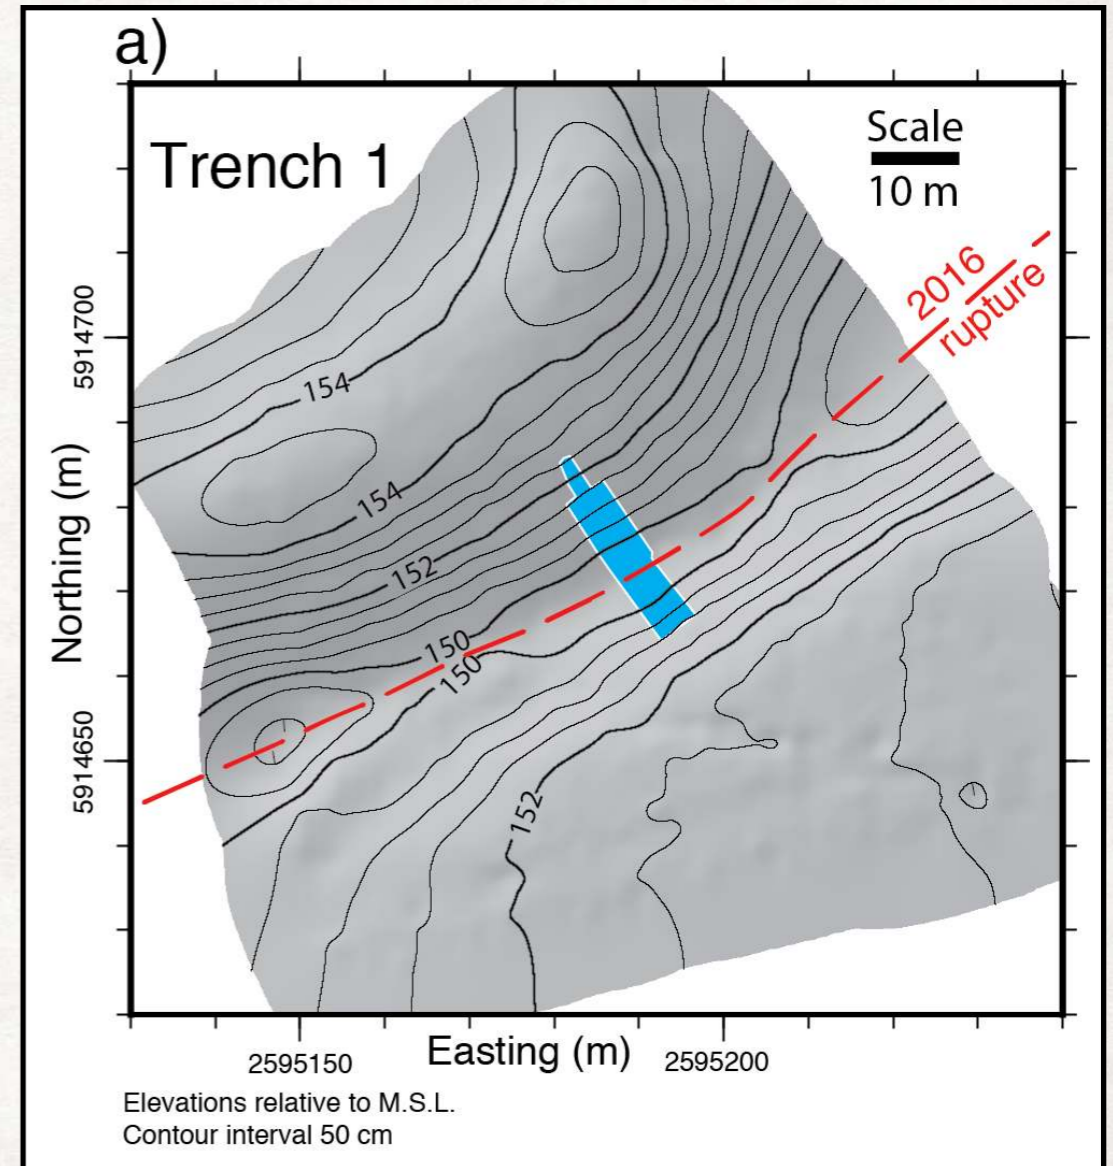 a)
Trench 1
Scale
10 m
2016
rupture
154
154
152
150
150
152
5914700
Northing (m)
5914650
2595150
Easting (m)
2595200
Elevations relative to M.S.L.
Contour interval 50 cm